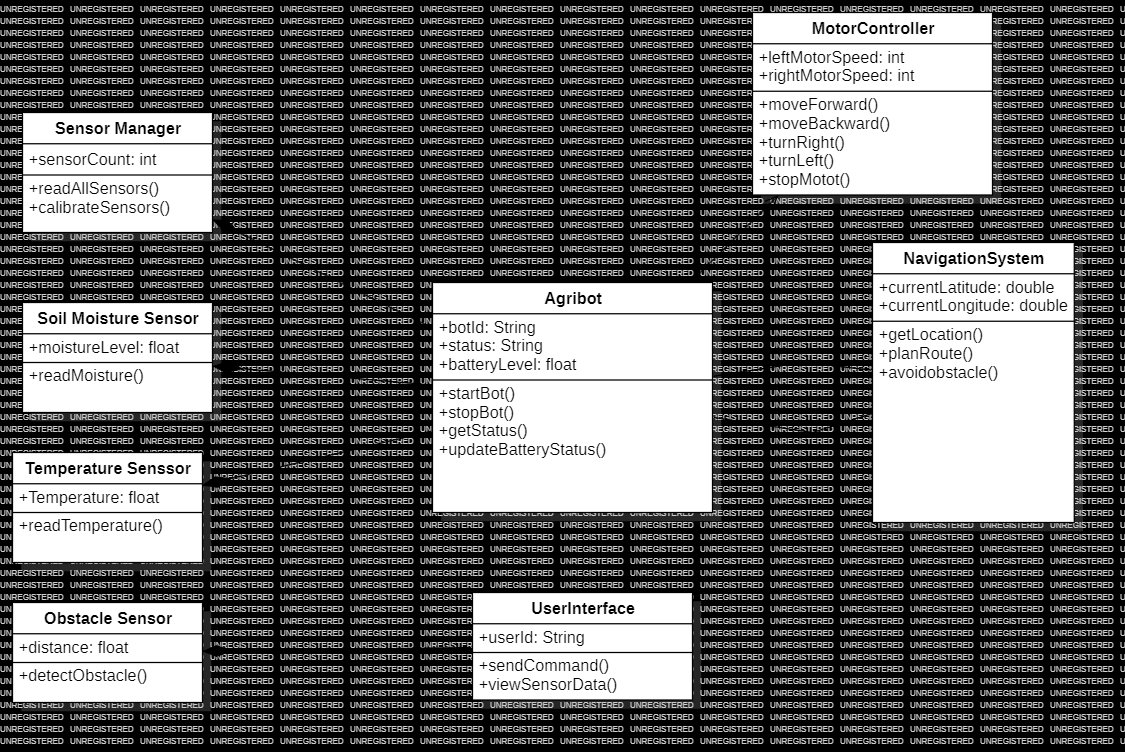 MotorController
+leftMotorSpeed: int
+rightMotorSpeed: int
+moveForward()
+moveBackward()
+turnRight()
+turnLeft()
+stopMotot()
Sensor Manager
+sensorCount: int
+readAllSensors()
+calibrateSensors()
NavigationSystem
+currentLatitude: double
+currentLongitude: double
+getLocation()
+planRoute()
+avoidobstacle()
Agribot
+botId: String
+status: String
+batteryLevel: float
+startBot()
+stopBot()
+getStatus()
+updateBatteryStatus()
Soil Moisture Sensor
+moistureLevel: float
+readMoisture()
Temperature Senssor
+Temperature: float
+readTemperature()
Obstacle Sensor
+distance: float
+detectObstacle()
UserInterface
+userId: String
+sendCommand()
+viewSensorData()
UNREGISTERED